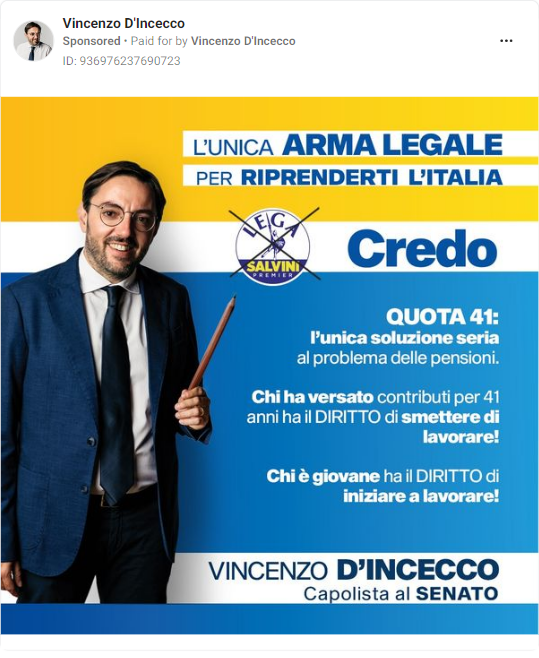 Vincenzo D'Incecco
Sponsored • Paid for by Vincenzo D'Incecco
ID: 936976237690723
L'UNICA ARMA LEGALE
PER RIPRENDERTI L'ITALIA
LEGA
SALVINI
PREMIER
Credo
QUOTA 41:
l'unica soluzione seria
al problema delle pensioni.
Chi ha versato contributi per 41
anni ha il DIRITTO di smettere di
lavorare!
Chi è giovane ha il DIRITTO di
iniziare a lavorare!
VINCENZO D'INCECCO
Capolista al SENATO